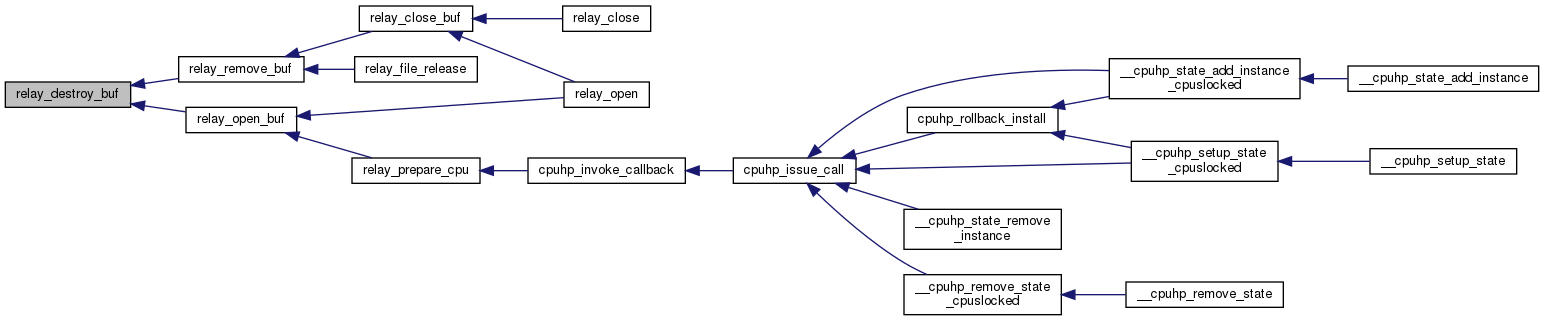 relay_close_buf
relay_close
relay_remove_buf
relay_file_release
relay_destroy_buf
relay_open
relay_open_buf
relay_prepare_cpu
cpuhp_invoke_callback
cpuhp_issue_call
__cpuhp_state_add_instance
_cpuslocked
__cpuhp_state_add_instance
cpuhp_rollback_install
__cpuhp_setup_state
_cpuslocked
__cpuhp_setup_state
__cpuhp_state_remove
_instance
__cpuhp_remove_state
_cpuslocked
__cpuhp_remove_state